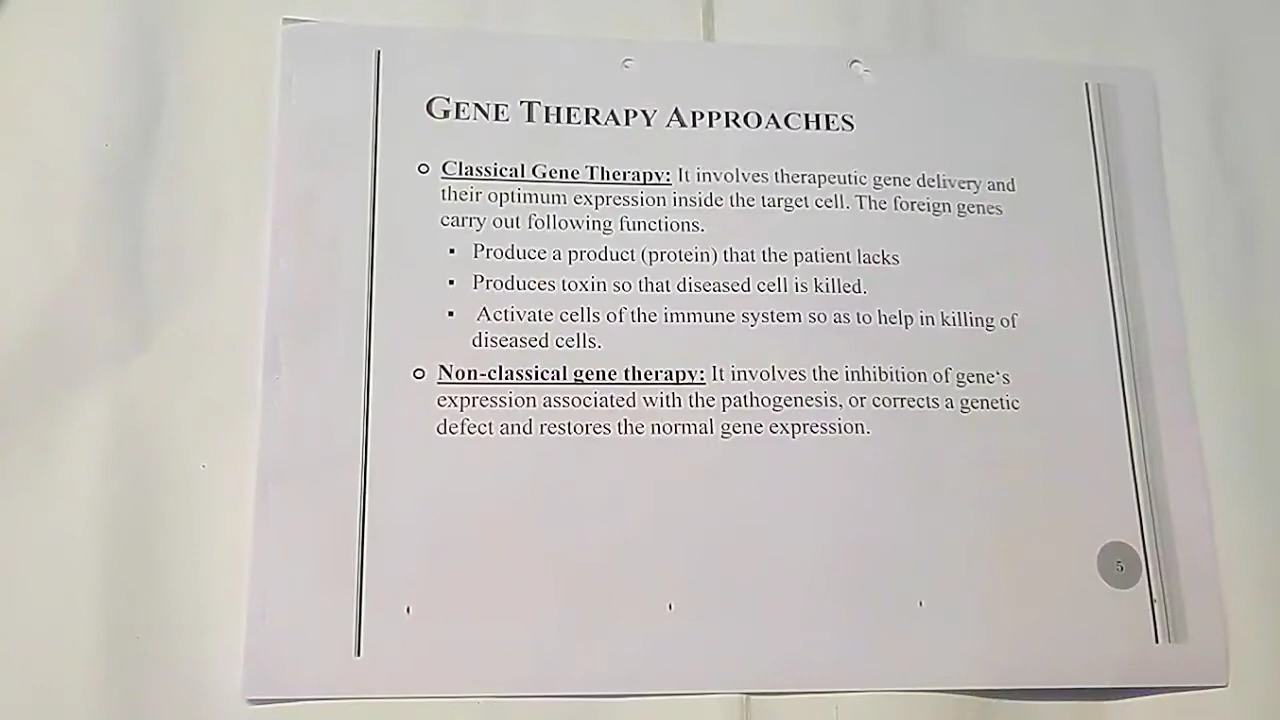 GENE THERAPY APPROACHES
Classical Gene Therapy: It involves therapeutic gene delivery and
their optimum expression inside the target cell. The foreign genes
carry out following functions.
Produce a product (protein) that the patient lacks
Produces toxin so that diseased cell is killed.
Activate cells of the immune system so as to help in killing of
diseased cells.
Non-classical gene therapy: It involves the inhibition of gene‘s
expression associated with the pathogenesis, or corrects a genetic
defect and restores the normal gene expression.
5